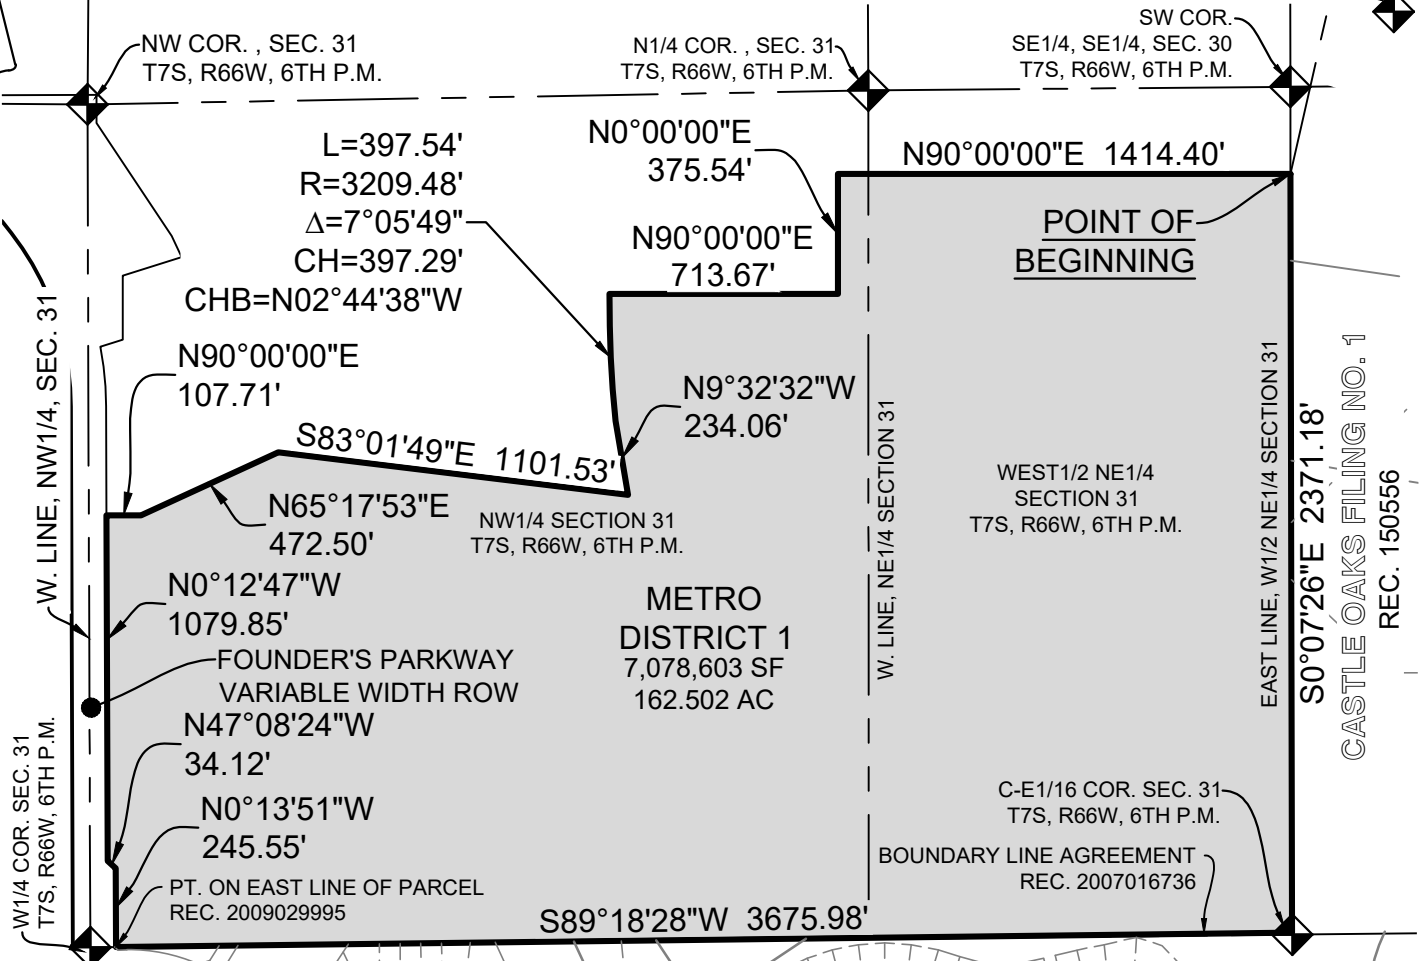 NW COR. , SEC. 31
T7S, R66W, 6TH P.M.
N1/4 COR. , SEC. 31
T7S, R66W, 6TH P.M.
SW COR.
SE1/4, SE1/4, SEC. 30
T7S, R66W, 6TH P.M.
L=397.54'
R=3209.48'
Δ=7°05'49"
CH=397.29'
CHB=N02°44'38"W
N0°00'00"E
375.54'
N90°00'00"E 1414.40'
N90°00'00"E
713.67'
POINT OF
BEGINNING
W. LINE, NW1/4, SEC. 31
N90°00'00"E
107.71'
N9°32'32"W
234.06'
S83°01'49"E 1101.53'
N65°17'53"E
472.50'
NW1/4 SECTION 31
T7S, R66W, 6TH P.M.
W. LINE, NE1/4 SECTION 31
WEST1/2 NE1/4
SECTION 31
T7S, R66W, 6TH P.M.
EAST LINE, W1/2 NE1/4 SECTION 31
S0°07'26"E 2371.18'
CASTLE OAKS FILING NO. 1
REC. 150556
N0°12'47"W
1079.85'
METRO
DISTRICT 1
7,078,603 SF
162.502 AC
FOUNDER'S PARKWAY
VARIABLE WIDTH ROW
N47°08'24"W
34.12'
N0°13'51"W
245.55'
W1/4 COR. SEC. 31
T7S, R66W, 6TH P.M.
PT. ON EAST LINE OF PARCEL
REC. 2009029995
C-E1/16 COR. SEC. 31
T7S, R66W, 6TH P.M.
BOUNDARY LINE AGREEMENT
REC. 2007016736
S89°18'28"W 3675.98'